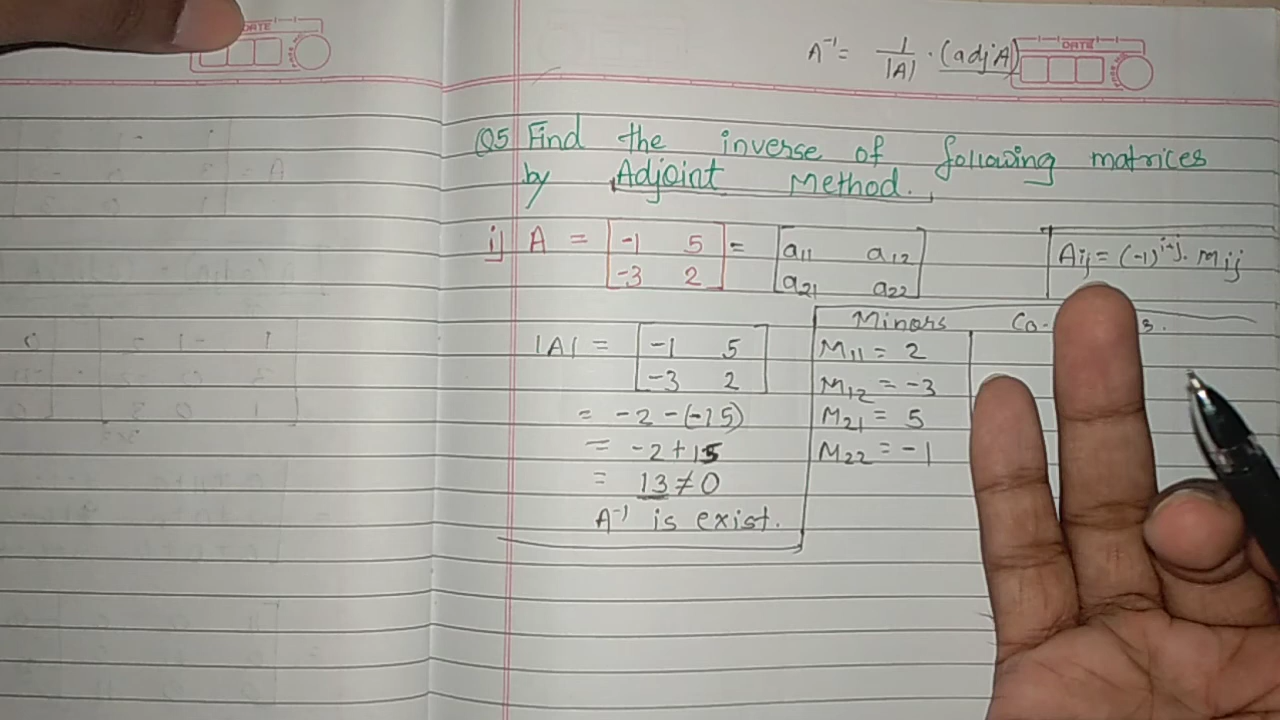 DATE
DATE
A⁻¹ = 1/|A| · (adj A)
Q5 Find the inverse of following matrices
by Adjoint Method.
i) A = [-1 5; -3 2] = [a11 a12; a21 a22]
Aij = (-1)^i+j · Mij
|A| = |-1 5; -3 2|
= -2 - (-15)
= -2 + 15
= 13 ≠ 0
A⁻¹ is exist.
Minors Co-
M11 = 2
M12 = -3
M21 = 5
M22 = -1